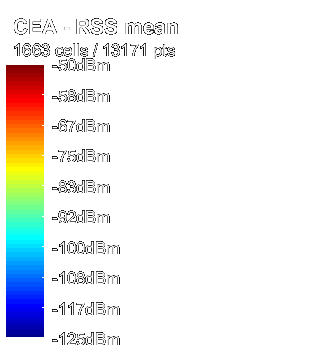 CEA - RSS mean
1663 cells / 13171 pts
-50dBm
-58dBm
-67dBm
-75dBm
-83dBm
-92dBm
-100dBm
-108dBm
-117dBm
-125dBm